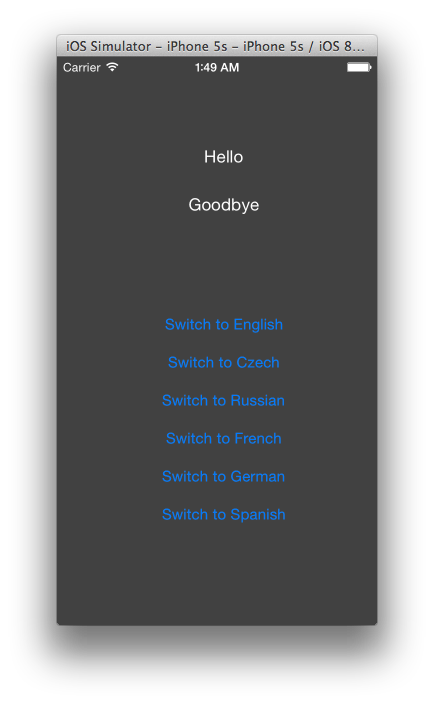 iOS Simulator – iPhone 5s – iPhone 5s / iOS 8...
Carrier 1:49 AM
Hello
Goodbye
Switch to English
Switch to Czech
Switch to Russian
Switch to French
Switch to German
Switch to Spanish